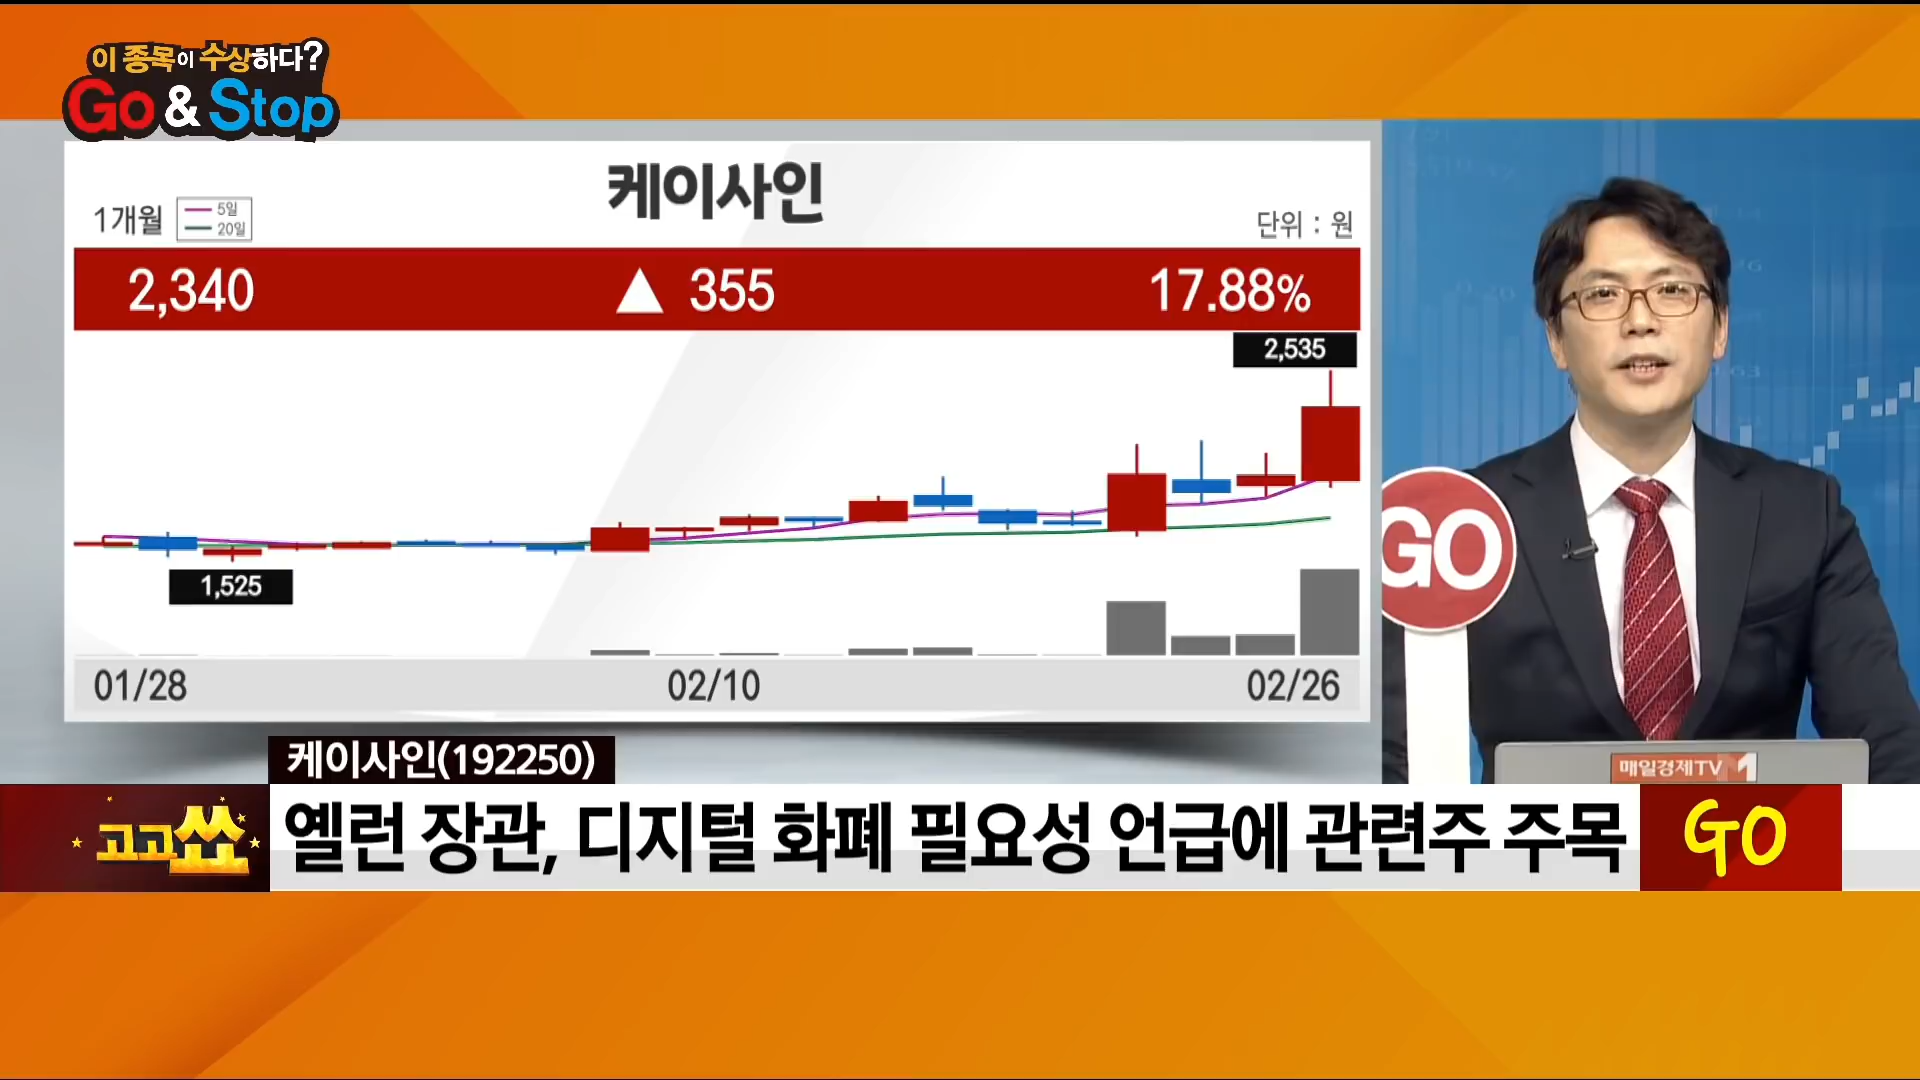 이 종목이 수상하다?
Go & Stop
케이사인
1개월
5일
20일
단위 : 원
2,340 ▲ 355 17.88%
2,535
1,525
01/28 02/10 02/26
GO
매일경제TV M
케이사인(192250)
고고쑈
옐런 장관, 디지털 화폐 필요성 언급에 관련주 주목
GO